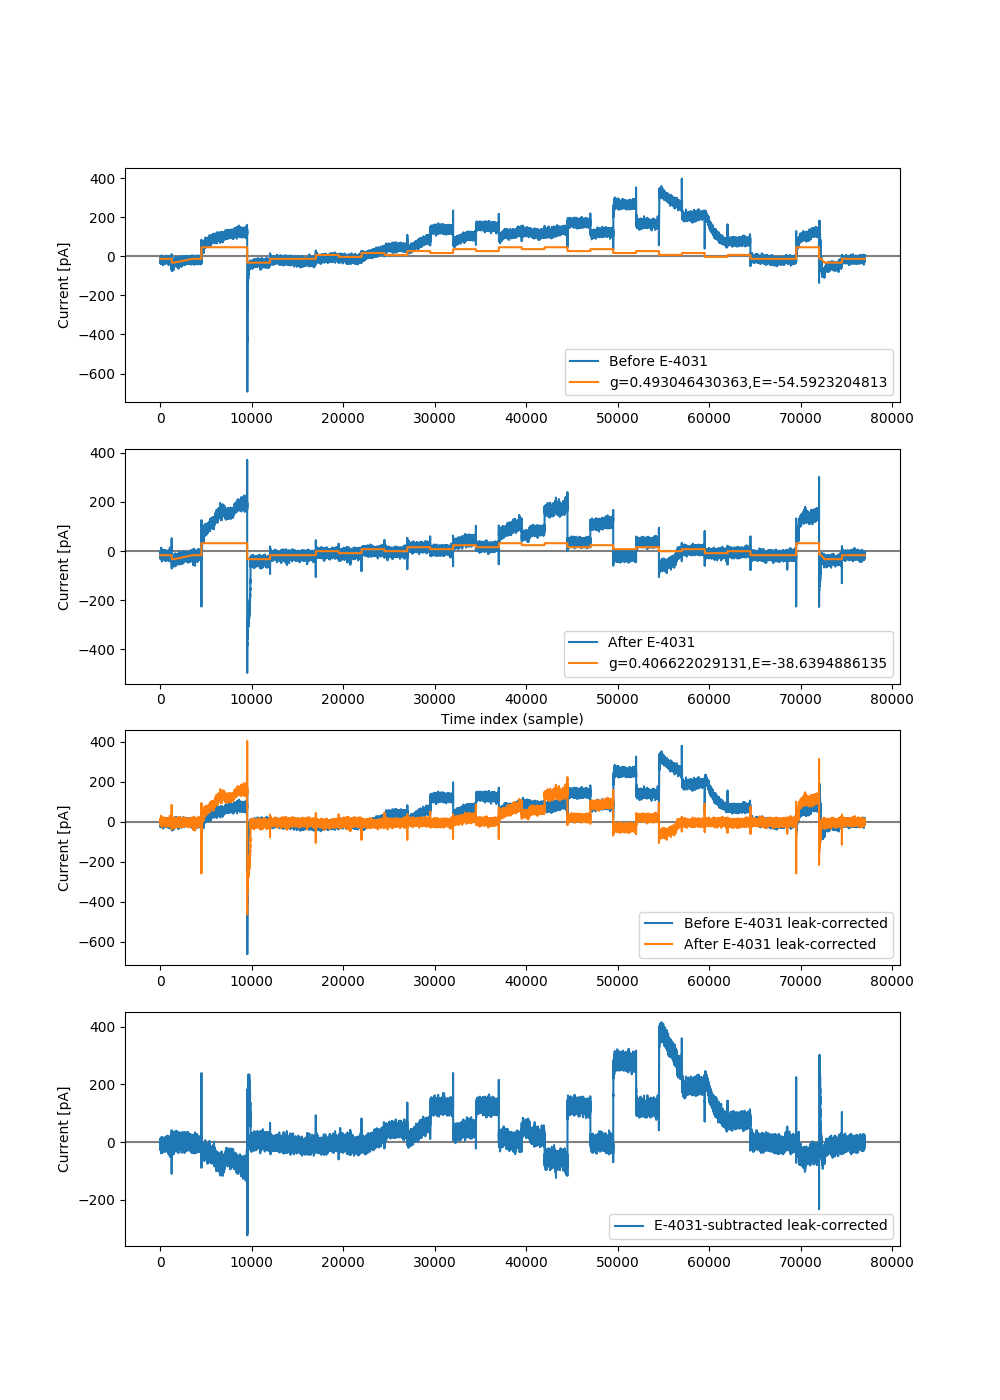 400
200
0
−200
−400
−600
Current [pA]
Before E-4031
g=0.493046430363,E=-54.5923204813
0 10000 20000 30000 40000 50000 60000 70000 80000
400
200
0
−200
−400
Current [pA]
After E-4031
g=0.406622029131,E=-38.6394886135
0 10000 20000 30000 40000 50000 60000 70000 80000
Time index (sample)
400
200
0
−200
−400
−600
Current [pA]
Before E-4031 leak-corrected
After E-4031 leak-corrected
0 10000 20000 30000 40000 50000 60000 70000 80000
400
200
0
−200
Current [pA]
E-4031-subtracted leak-corrected
0 10000 20000 30000 40000 50000 60000 70000 80000